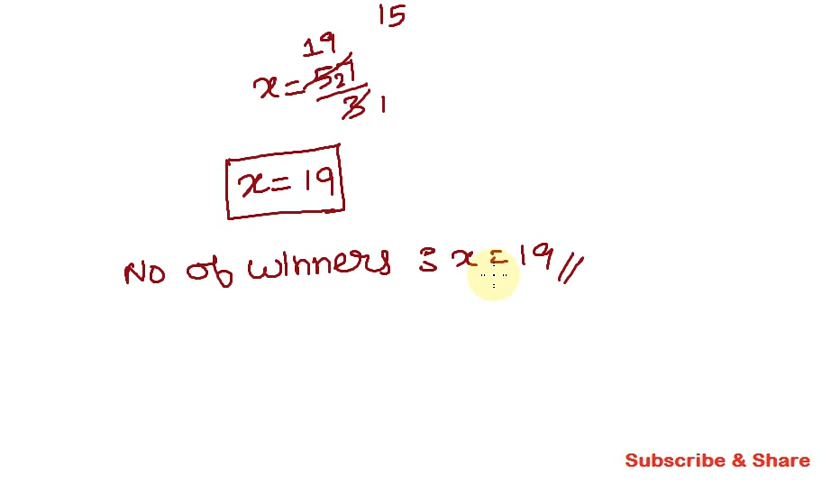 15
19
x = 57
3 1
x = 19
No of winners = x = 19 //
Subscribe & Share